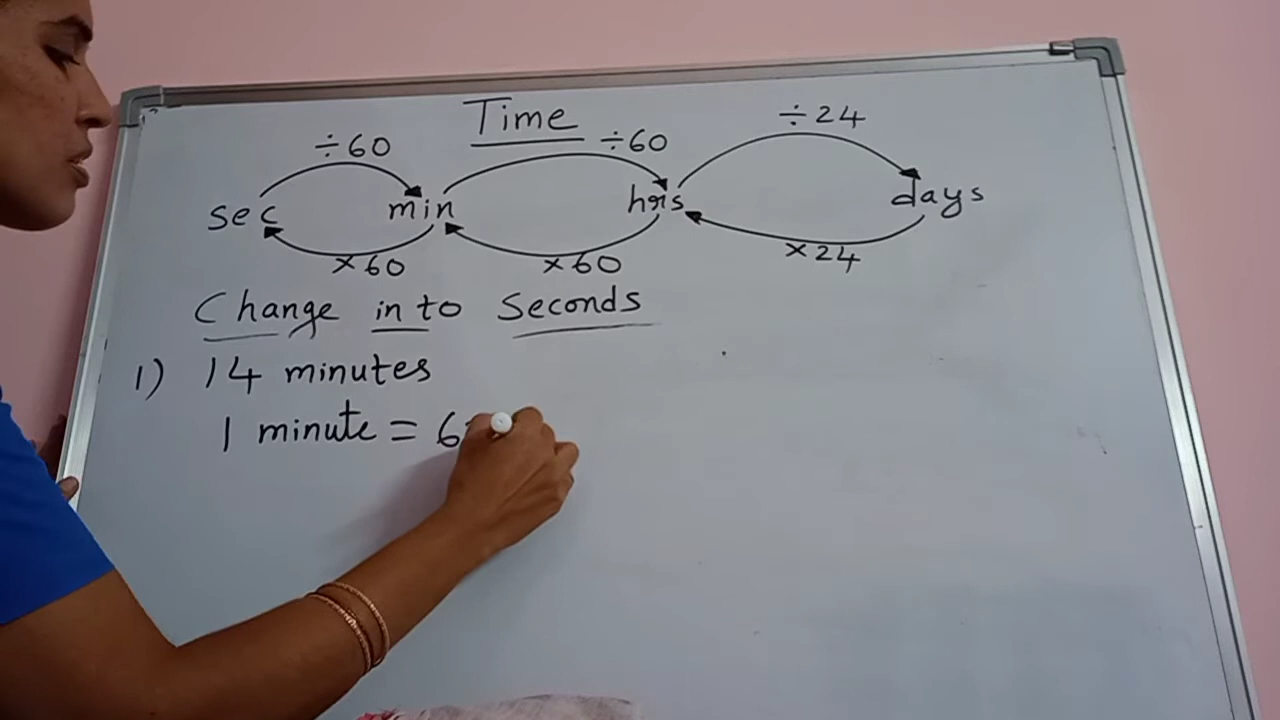 Time
÷60 ÷60 ÷24
sec min hrs days
×60 ×60 ×24
Change into Seconds
1) 14 minutes
1 minute = 6